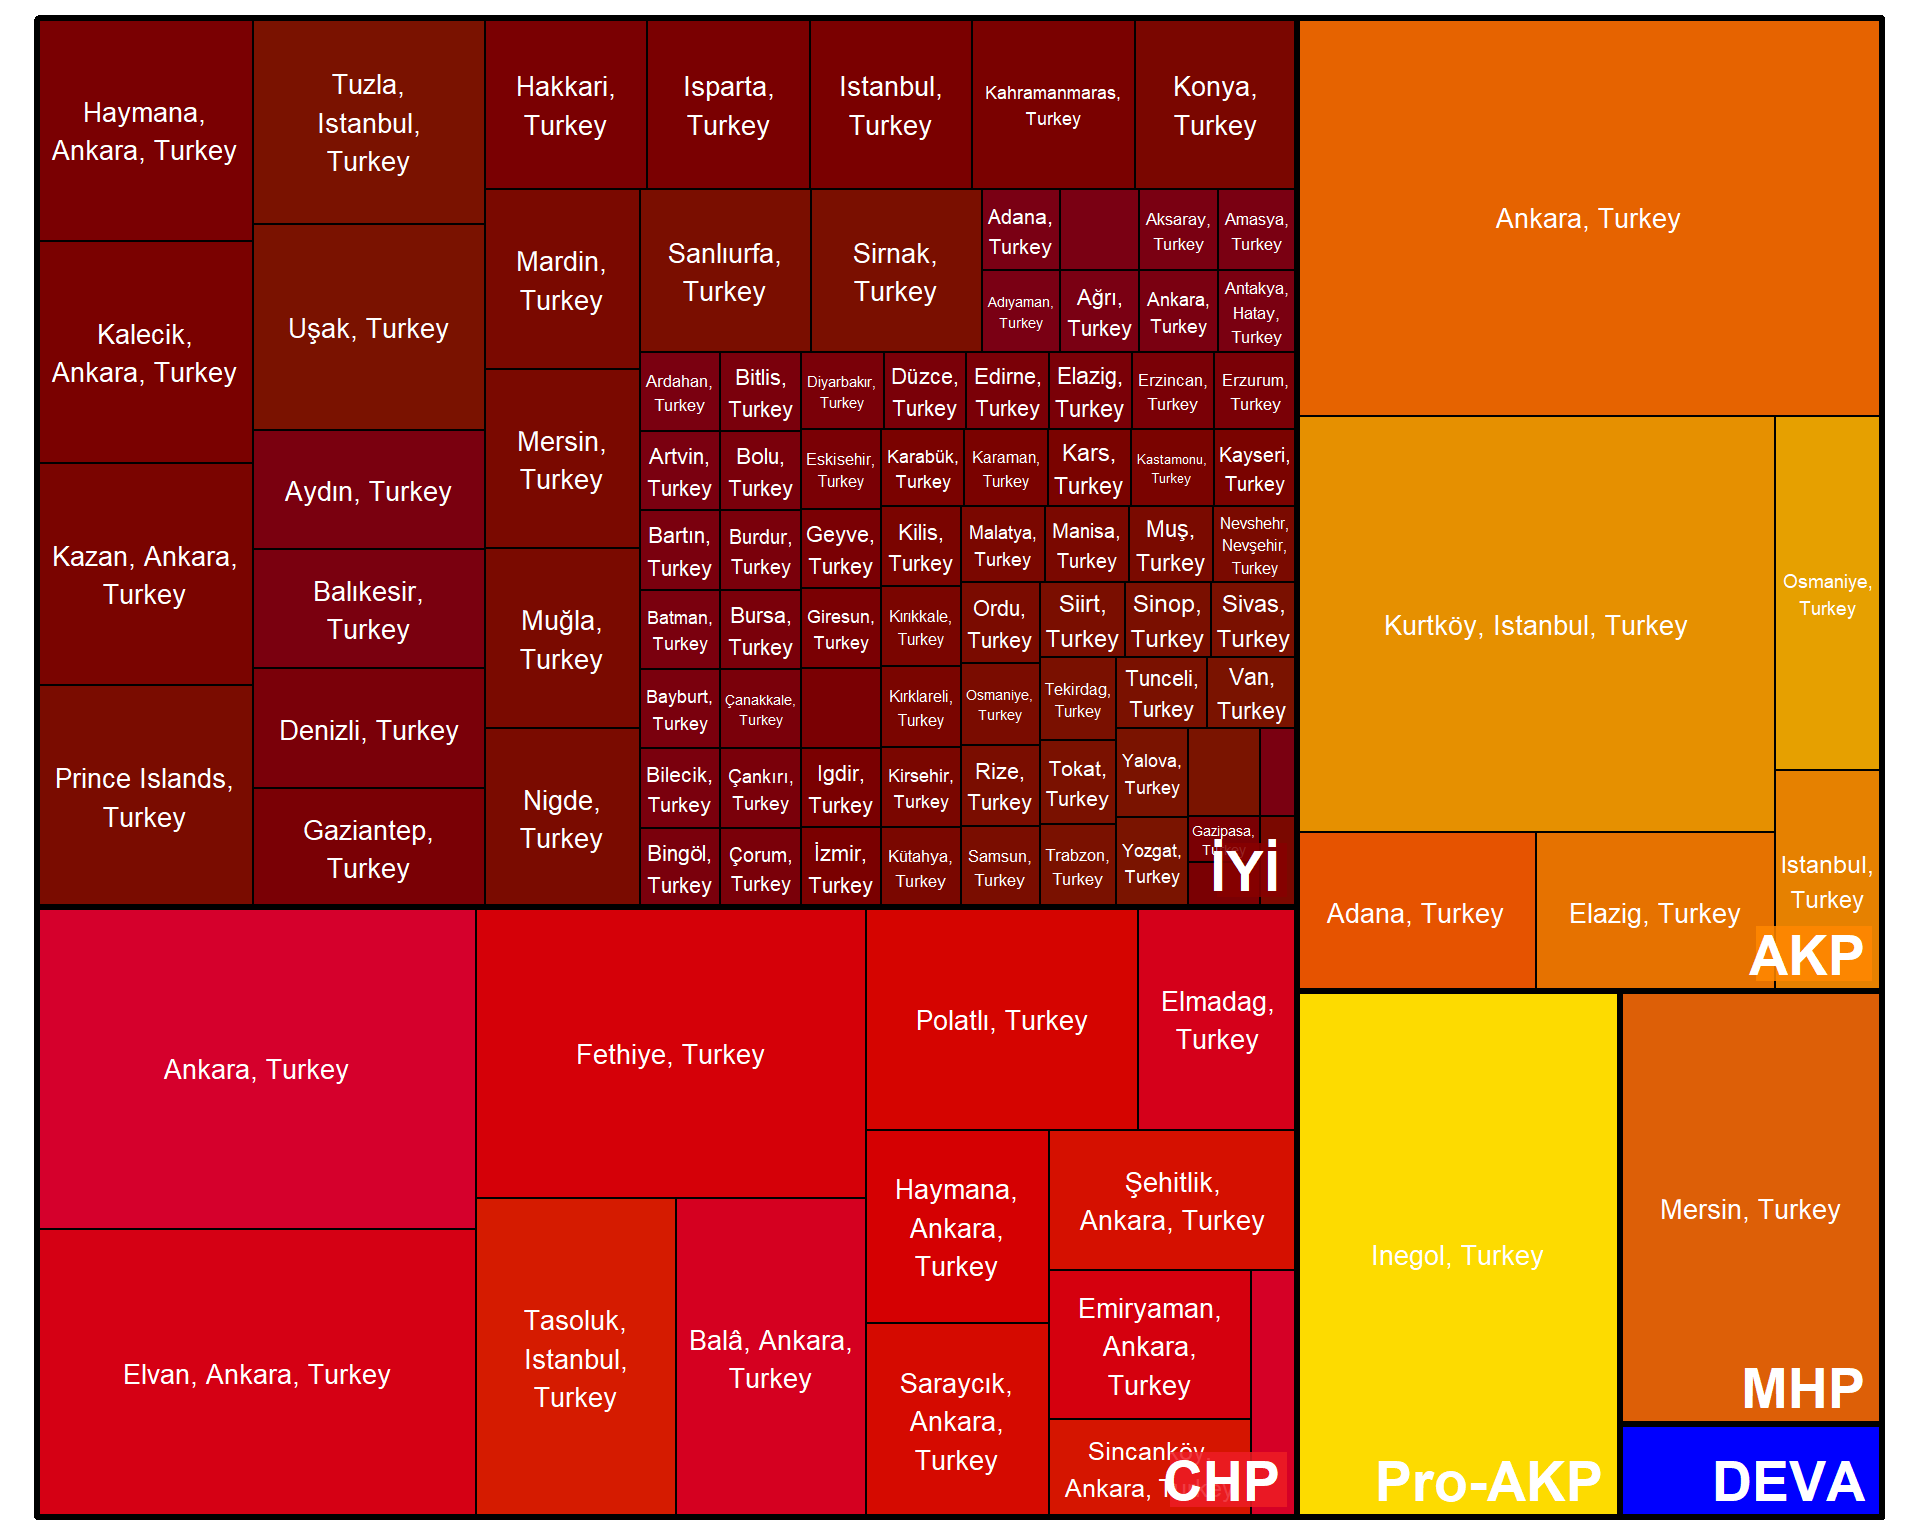 Haymana,
Ankara, Turkey
Kalecik,
Ankara, Turkey
Kazan, Ankara,
Turkey
Prince Islands,
Turkey
Tuzla,
Istanbul,
Turkey
Uşak, Turkey
Aydın, Turkey
Balıkesir,
Turkey
Denizli, Turkey
Gaziantep,
Turkey
Hakkari,
Turkey
Isparta,
Turkey
Istanbul,
Turkey
Kahramanmaras,
Turkey
Konya,
Turkey
Mardin,
Turkey
Mersin,
Turkey
Muğla,
Turkey
Nigde,
Turkey
Sanlıurfa,
Turkey
Sirnak,
Turkey
Adana,
Turkey
Aksaray,
Turkey
Amasya,
Turkey
Adıyaman,
Turkey
Ağrı,
Turkey
Ankara,
Turkey
Antakya,
Hatay,
Turkey
Ardahan,
Turkey
Bitlis,
Turkey
Diyarbakır,
Turkey
Düzce,
Turkey
Edirne,
Turkey
Elazig,
Turkey
Erzincan,
Turkey
Erzurum,
Turkey
Artvin,
Turkey
Bolu,
Turkey
Eskisehir,
Turkey
Karabük,
Turkey
Karaman,
Turkey
Kars,
Turkey
Kastamonu,
Turkey
Kayseri,
Turkey
Bartın,
Turkey
Burdur,
Turkey
Geyve,
Turkey
Kilis,
Turkey
Malatya,
Turkey
Manisa,
Turkey
Muş,
Turkey
Nevshehr,
Nevşehir,
Turkey
Batman,
Turkey
Bursa,
Turkey
Giresun,
Turkey
Kırıkkale,
Turkey
Ordu,
Turkey
Siirt,
Turkey
Sinop,
Turkey
Sivas,
Turkey
Bayburt,
Turkey
Çanakkale,
Turkey
Kırklareli,
Turkey
Osmaniye,
Turkey
Tekirdag,
Turkey
Tunceli,
Turkey
Van,
Turkey
Bilecik,
Turkey
Çankırı,
Turkey
Igdir,
Turkey
Kirsehir,
Turkey
Rize,
Turkey
Tokat,
Turkey
Yalova,
Turkey
Bingöl,
Turkey
Çorum,
Turkey
İzmir,
Turkey
Kütahya,
Turkey
Samsun,
Turkey
Trabzon,
Turkey
Yozgat,
Turkey
Gazipasa,
İYİ
Ankara, Turkey
Kurtköy, Istanbul, Turkey
Osmaniye,
Turkey
Adana, Turkey
Elazig, Turkey
Istanbul,
Turkey
AKP
Ankara, Turkey
Elvan, Ankara, Turkey
Fethiye, Turkey
Tasoluk,
Istanbul,
Turkey
Balâ, Ankara,
Turkey
Polatlı, Turkey
Elmadag,
Turkey
Haymana,
Ankara,
Turkey
Şehitlik,
Ankara, Turkey
Saraycık,
Ankara,
Turkey
Emiryaman,
Ankara,
Turkey
Sincanköy,
Ankara,
CHP
Inegol, Turkey
Pro-AKP
Mersin, Turkey
MHP
DEVA